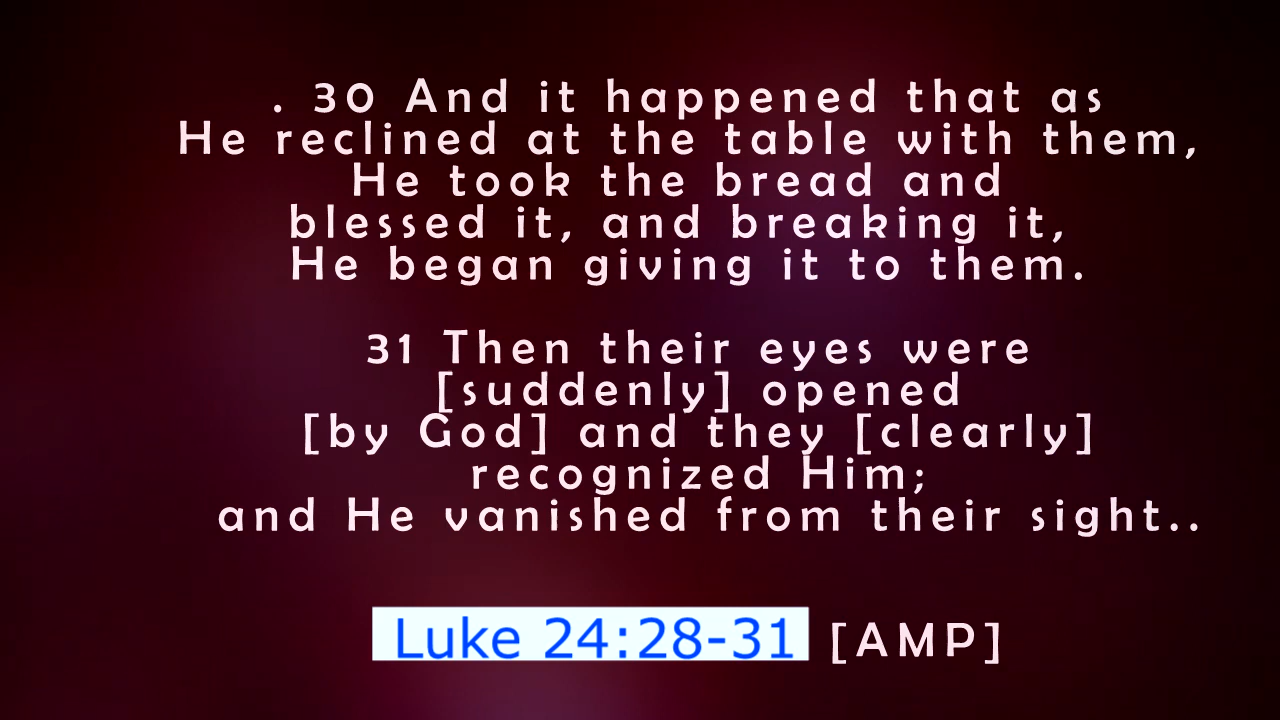 . 30 And it happened that as
He reclined at the table with them,
He took the bread and
blessed it, and breaking it,
He began giving it to them.
31 Then their eyes were
[suddenly] opened
[by God] and they [clearly]
recognized Him;
and He vanished from their sight..
Luke 24:28-31 [AMP]